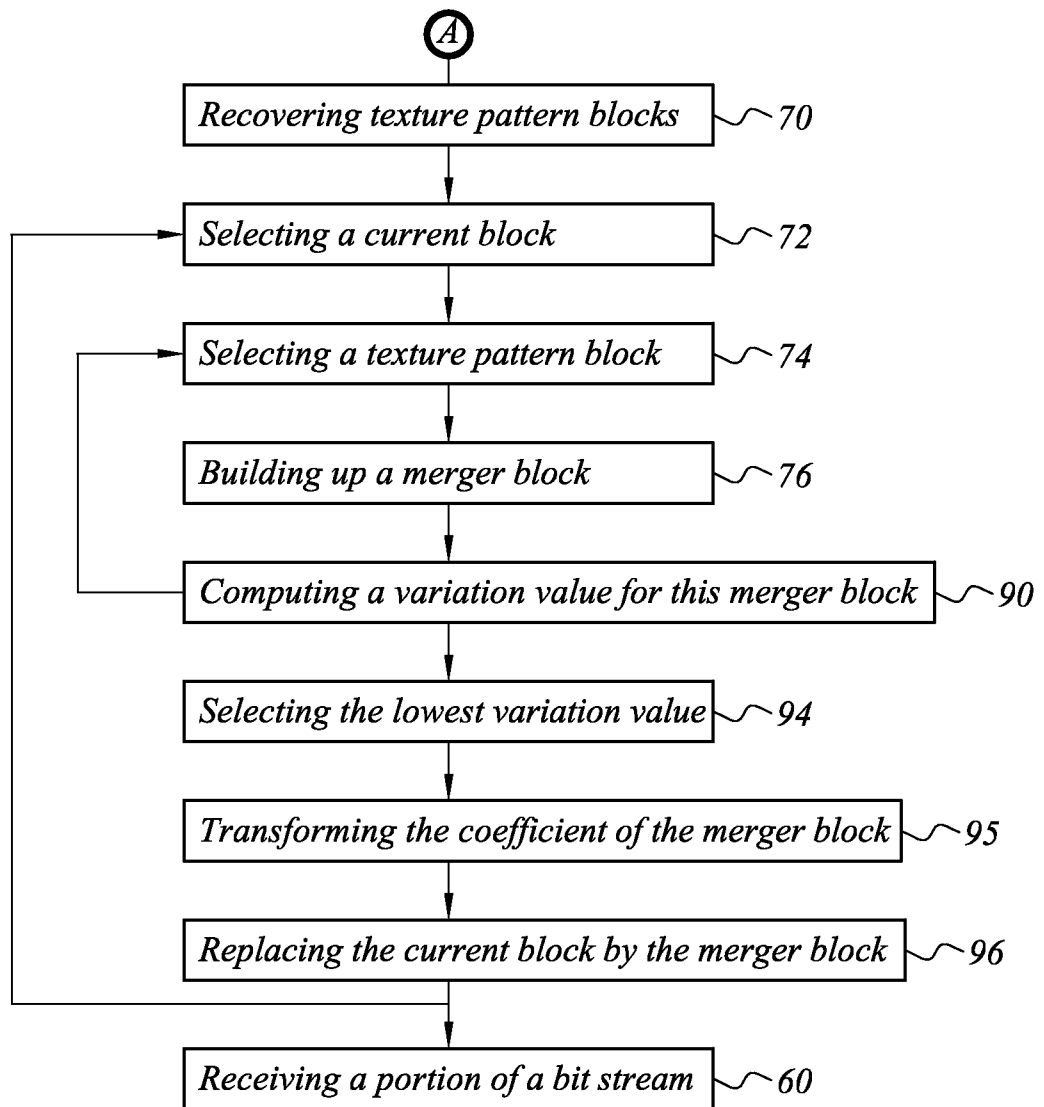 A
Recovering texture pattern blocks 70
Selecting a current block 72
Selecting a texture pattern block 74
Building up a merger block 76
Computing a variation value for this merger block 90
Selecting the lowest variation value 94
Transforming the coefficient of the merger block 95
Replacing the current block by the merger block 96
Receiving a portion of a bit stream 60